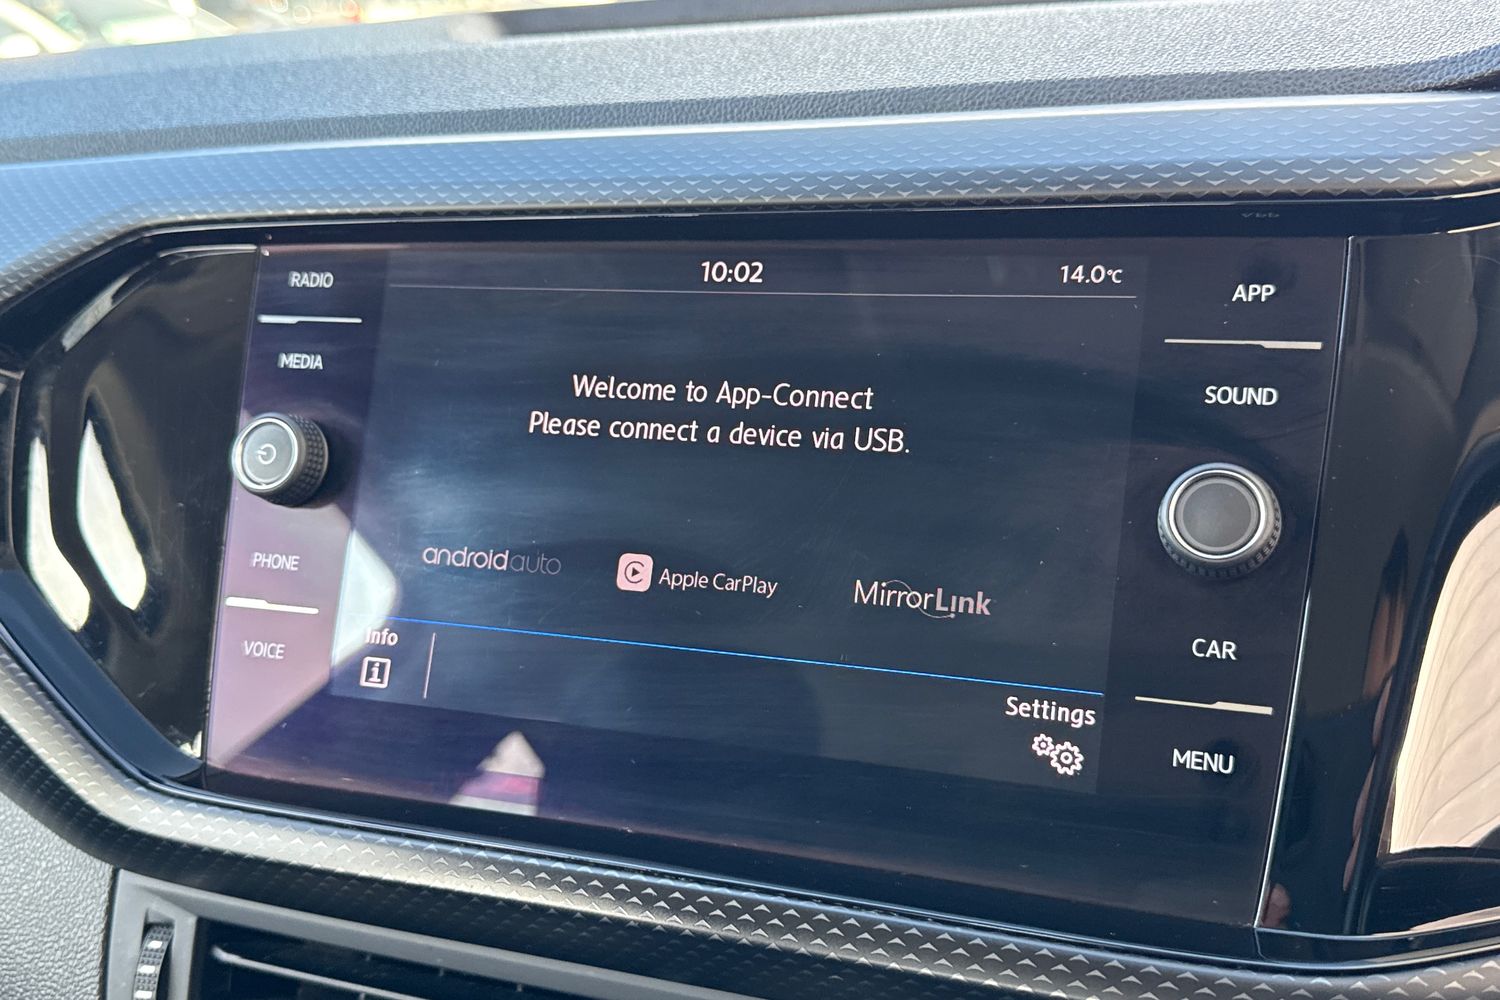 RADIO
10:02
14.0°C
APP
MEDIA
SOUND
Welcome to App-Connect
Please connect a device via USB.
PHONE
androidauto
Apple CarPlay
MirrorLink
VOICE
Info
CAR
Settings
MENU